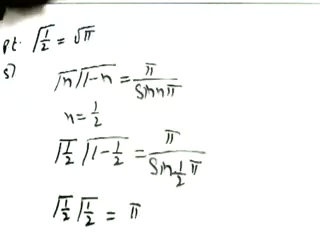 P.t. Γ1/2 = √π
s) Γn Γ1-n = π/Sin nπ
n = 1/2
Γ1/2 Γ1-1/2 = π/Sin 1/2 π
Γ1/2 Γ1/2 = π